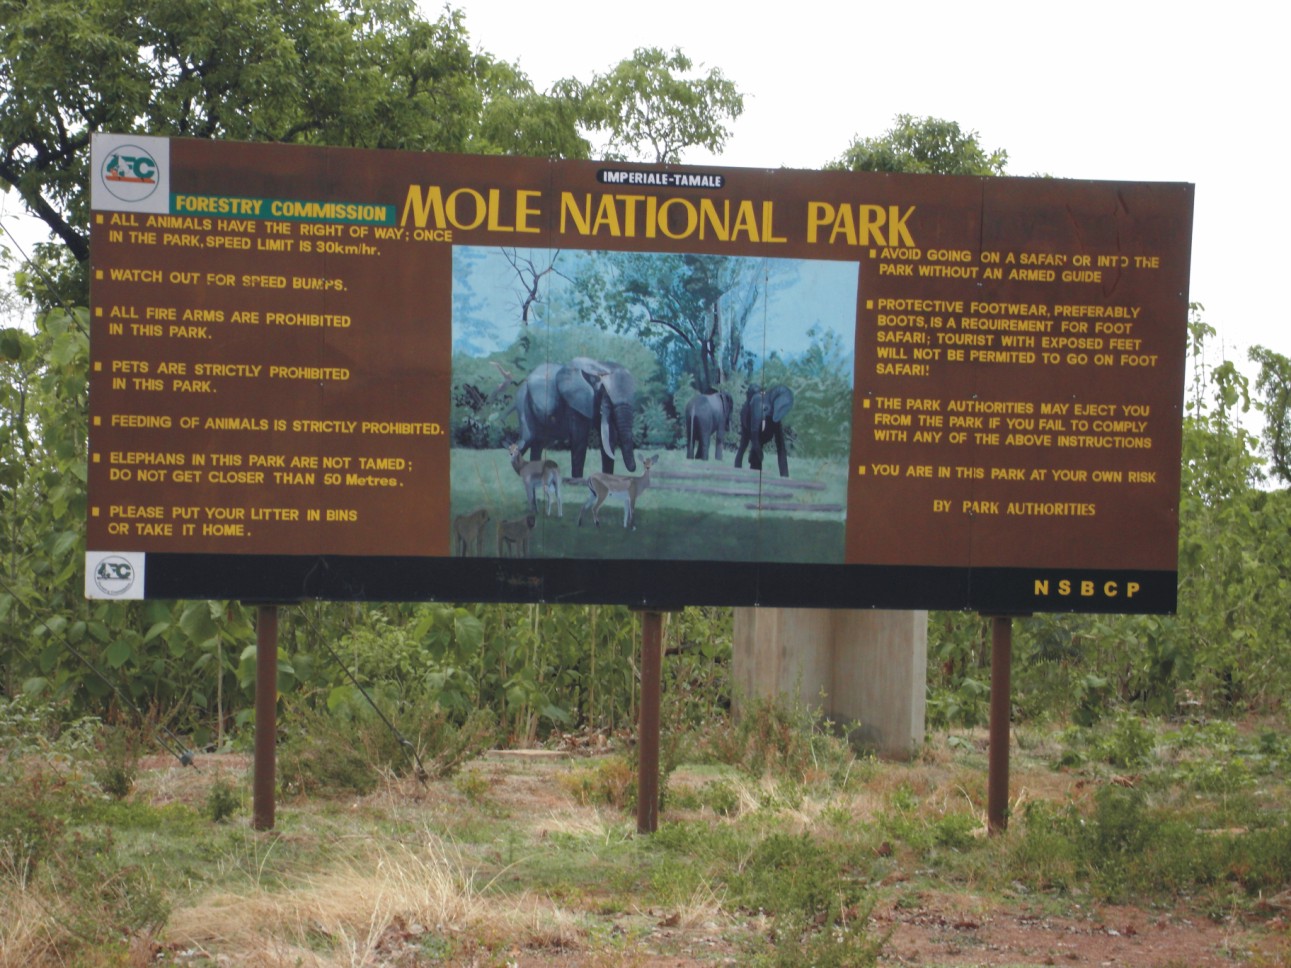 IMPERIALE-TAMALE
FORESTRY COMMISSION
MOLE NATIONAL PARK
ALL ANIMALS HAVE THE RIGHT OF WAY; ONCE
IN THE PARK, SPEED LIMIT IS 30km/hr.
WATCH OUT FOR SPEED BUMPS.
ALL FIRE ARMS ARE PROHIBITED
IN THIS PARK.
PETS ARE STRICTLY PROHIBITED
IN THIS PARK.
FEEDING OF ANIMALS IS STRICTLY PROHIBITED.
ELEPHANS IN THIS PARK ARE NOT TAMED;
DO NOT GET CLOSER THAN 50 Metres.
PLEASE PUT YOUR LITTER IN BINS
OR TAKE IT HOME.
AVOID GOING ON A SAFARI OR INTO THE
PARK WITHOUT AN ARMED GUIDE
PROTECTIVE FOOTWEAR, PREFERABLY
BOOTS, IS A REQUIREMENT FOR FOOT
SAFARI; TOURIST WITH EXPOSED FEET
WILL NOT BE PERMITED TO GO ON FOOT
SAFARI!
THE PARK AUTHORITIES MAY EJECT YOU
FROM THE PARK IF YOU FAIL TO COMPLY
WITH ANY OF THE ABOVE INSTRUCTIONS
YOU ARE IN THIS PARK AT YOUR OWN RISK
BY PARK AUTHORITIES
NSBCP